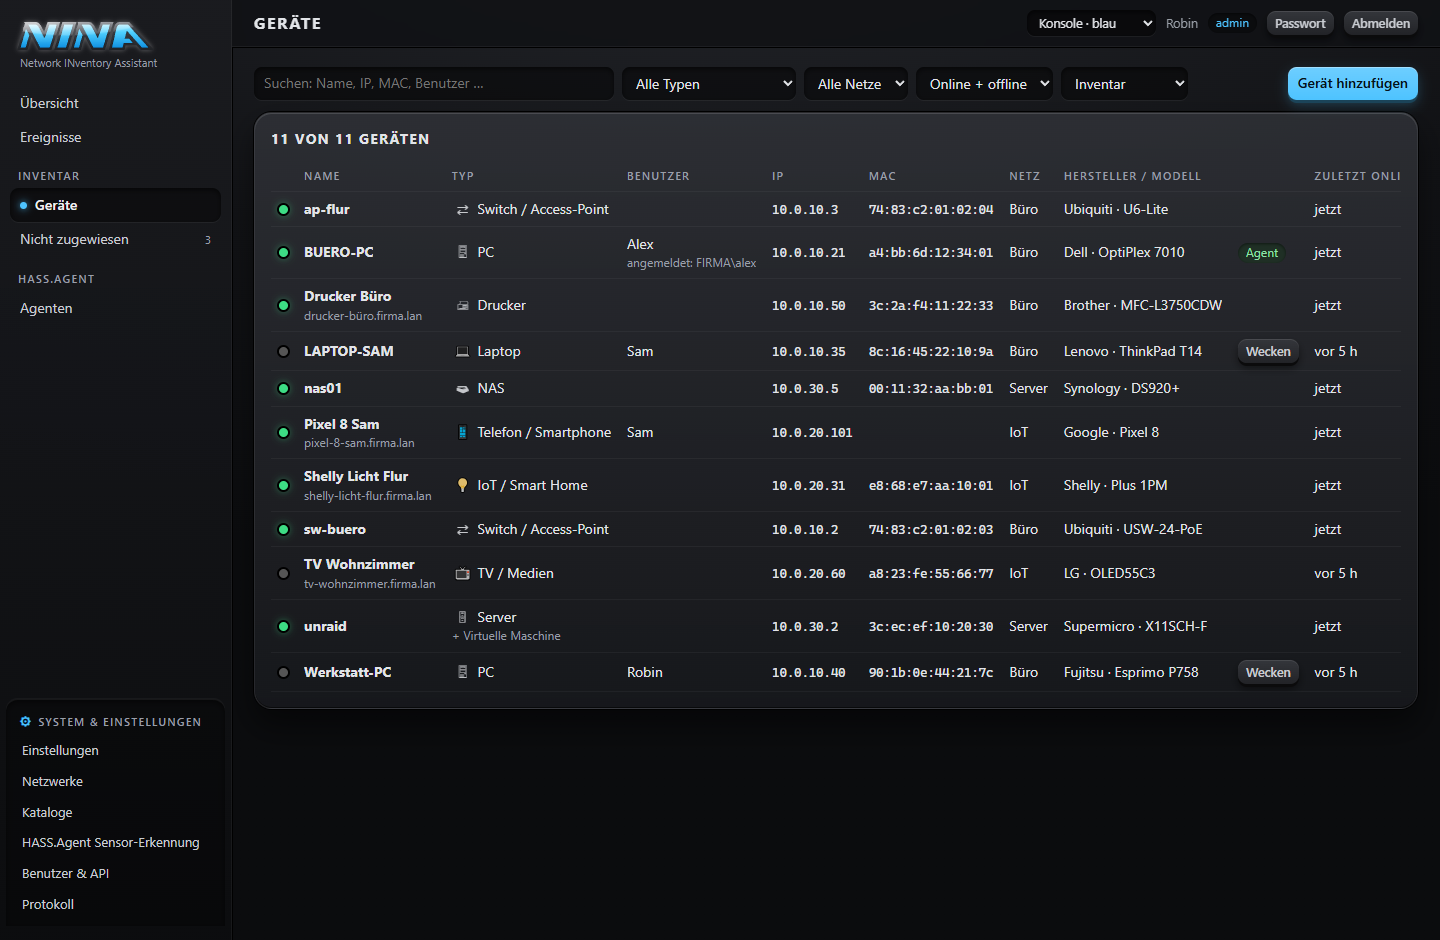 NINA
Network INventory Assistant
Übersicht
Ereignisse
INVENTAR
Geräte
Nicht zugewiesen 3
HASS.AGENT
Agenten
SYSTEM & EINSTELLUNGEN
Einstellungen
Netzwerke
Kataloge
HASS.Agent Sensor-Erkennung
Benutzer & API
Protokoll
GERÄTE
Konsole · blau Robin admin Passwort Abmelden
Suchen: Name, IP, MAC, Benutzer ... Alle Typen Alle Netze Online + offline Inventar Gerät hinzufügen
11 VON 11 GERÄTEN
NAME TYP BENUTZER IP MAC NETZ HERSTELLER / MODELL ZULETZT ONLI
ap-flur Switch / Access-Point 10.0.10.3 74:83:c2:01:02:04 Büro Ubiquiti · U6-Lite jetzt
BUERO-PC PC Alex 10.0.10.21 a4:bb:6d:12:34:01 Büro Dell · OptiPlex 7010 Agent jetzt
angemeldet: FIRMA\alex
Drucker Büro Drucker 10.0.10.50 3c:2a:f4:11:22:33 Büro Brother · MFC-L3750CDW jetzt
drucker-büro.firma.lan
LAPTOP-SAM Laptop Sam 10.0.10.35 8c:16:45:22:10:9a Büro Lenovo · ThinkPad T14 Wecken vor 5 h
nas01 NAS 10.0.30.5 00:11:32:aa:bb:01 Server Synology · DS920+ jetzt
Pixel 8 Sam Telefon / Smartphone Sam 10.0.20.101 IoT Google · Pixel 8 jetzt
pixel-8-sam.firma.lan
Shelly Licht Flur IoT / Smart Home 10.0.20.31 e8:68:e7:aa:10:01 IoT Shelly · Plus 1PM jetzt
shelly-licht-flur.firma.lan
sw-buero Switch / Access-Point 10.0.10.2 74:83:c2:01:02:03 Büro Ubiquiti · USW-24-PoE jetzt
TV Wohnzimmer TV / Medien 10.0.20.60 a8:23:fe:55:66:77 IoT LG · OLED55C3 vor 5 h
tv-wohnzimmer.firma.lan
unraid Server 10.0.30.2 3c:ec:ef:10:20:30 Server Supermicro · X11SCH-F jetzt
+ Virtuelle Maschine
Werkstatt-PC PC Robin 10.0.10.40 90:1b:0e:44:21:7c Büro Fujitsu · Esprimo P758 Wecken vor 5 h